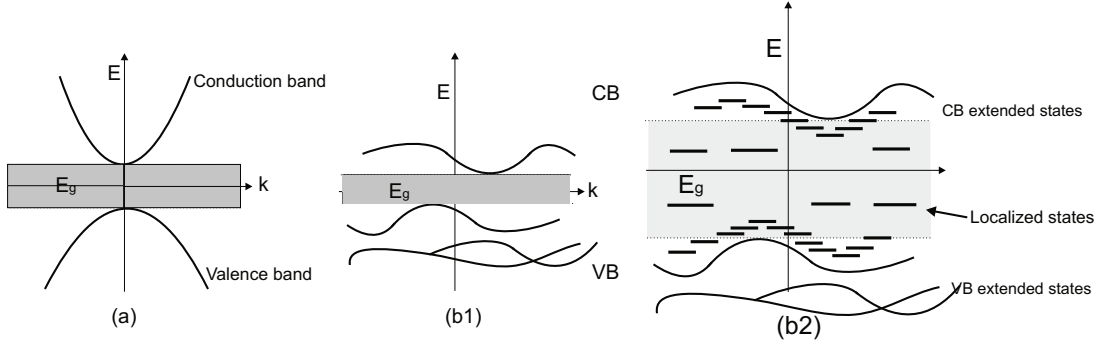 E
Conduction band
Eg
k
Valence band
(a)
E
CB
Eg
k
VB
(b1)
E
CB extended states
Eg
Localized states
VB extended states
(b2)